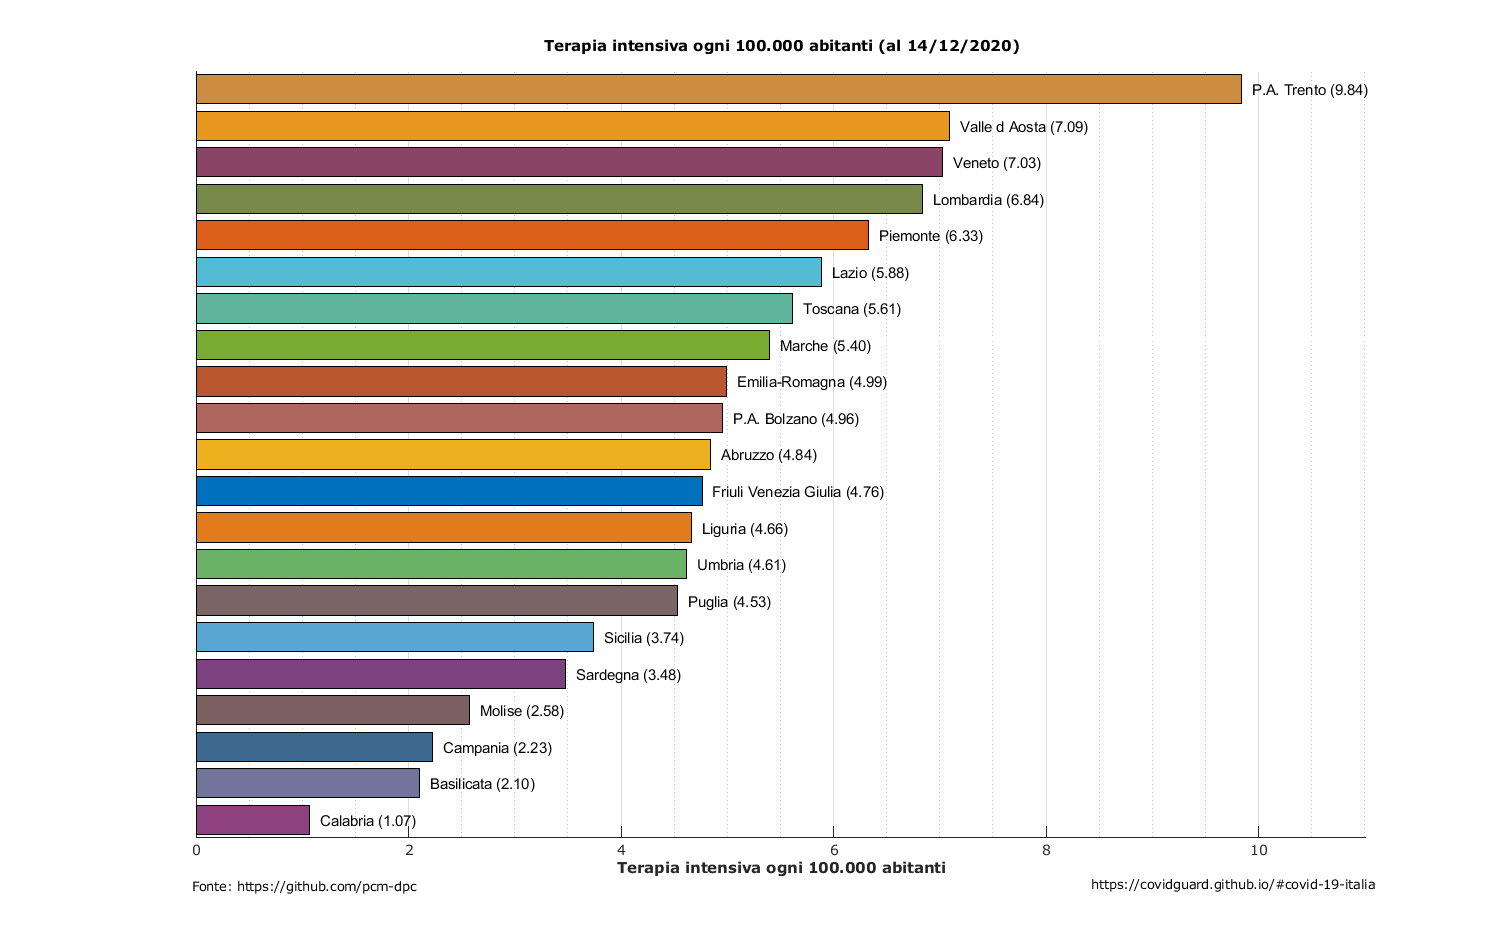 Terapia intensiva ogni 100.000 abitanti (al 14/12/2020)
P.A. Trento (9.84)
Valle d Aosta (7.09)
Veneto (7.03)
Lombardia (6.84)
Piemonte (6.33)
Lazio (5.88)
Toscana (5.61)
Marche (5.40)
Emilia-Romagna (4.99)
P.A. Bolzano (4.96)
Abruzzo (4.84)
Friuli Venezia Giulia (4.76)
Liguria (4.66)
Umbria (4.61)
Puglia (4.53)
Sicilia (3.74)
Sardegna (3.48)
Molise (2.58)
Campania (2.23)
Basilicata (2.10)
Calabria (1.07)
0 2 4 6 8 10
Terapia intensiva ogni 100.000 abitanti
Fonte: https://github.com/pcm-dpc
https://covidguard.github.io/#covid-19-italia